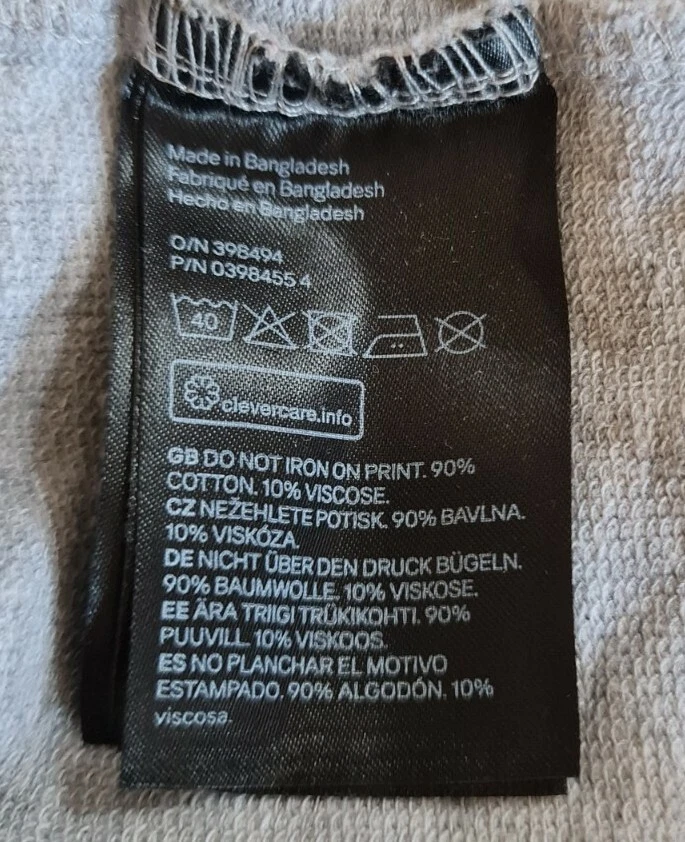 Made in Bangladesh
Fabriqué en Bangladesh
Hecho en Bangladesh
O/N 398494
P/N 0398455 4
40
clevercare.info
GB DO NOT IRON ON PRINT. 90%
COTTON. 10% VISCOSE.
CZ NEŽEHLETE POTISK. 90% BAVLNA.
10% VISKÓZA
DE NICHT ÜBER DEN DRUCK BÜGELN.
90% BAUMWOLLE. 10% VISKOSE.
EE ÄRA TRIIGI TRÜKIKOHTI. 90%
PUUVILL. 10% VISKOOS.
ES NO PLANCHAR EL MOTIVO
ESTAMPADO. 90% ALGODÓN. 10%
viscosa.